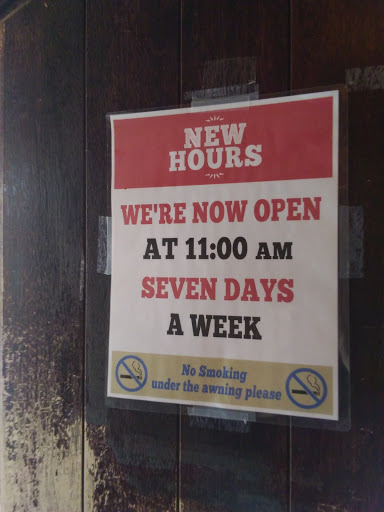 NEW
HOURS
WE'RE NOW OPEN
AT 11:00 AM
SEVEN DAYS
A WEEK
No Smoking
under the awning please